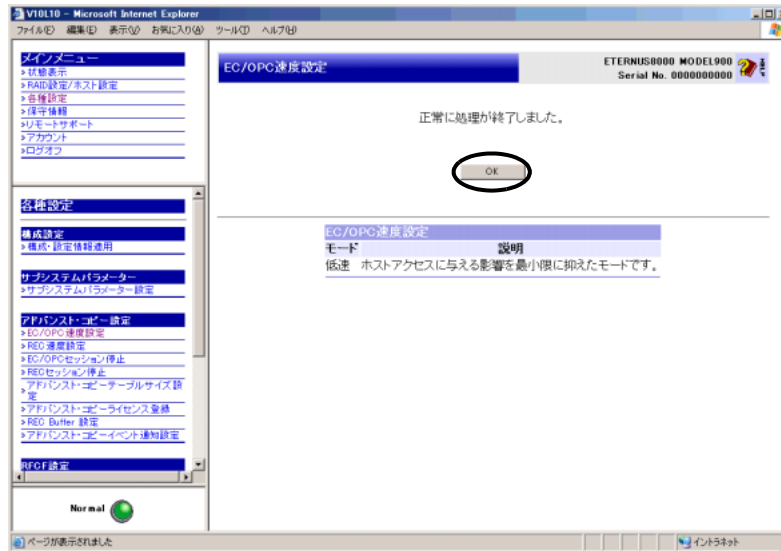 V10L10 - Microsoft Internet Explorer
ファイル(F) 編集(E) 表示(V) お気に入り(A) ツール(T) ヘルプ(H)
メインメニュー
>状態表示
>RAID設定/ホスト設定
>各種設定
>保守情報
>リモートサポート
>アカウント
>ログオフ
各種設定
構成設定
>構成・設定情報適用
サブシステムパラメーター
>サブシステムパラメーター設定
アドバンスト・コピー設定
>EC/OPC速度設定
>REC速度設定
>EC/OPCセッション停止
>RECセッション停止
>アドバンスト・コピーテーブルサイズ設
定
>アドバンスト・コピーライセンス登録
>REC Buffer 設定
>アドバンスト・コピーイベント通知設定
RFCF設定
Normal
EC/OPC速度設定
ETERNUS8000 MODEL900
Serial No. 0000000000
正常に処理が終了しました。
OK
EC/OPC速度設定
モード 説明
低速 ホストアクセスに与える影響を最小限に抑えたモードです。
ページが表示されました
イントラネット